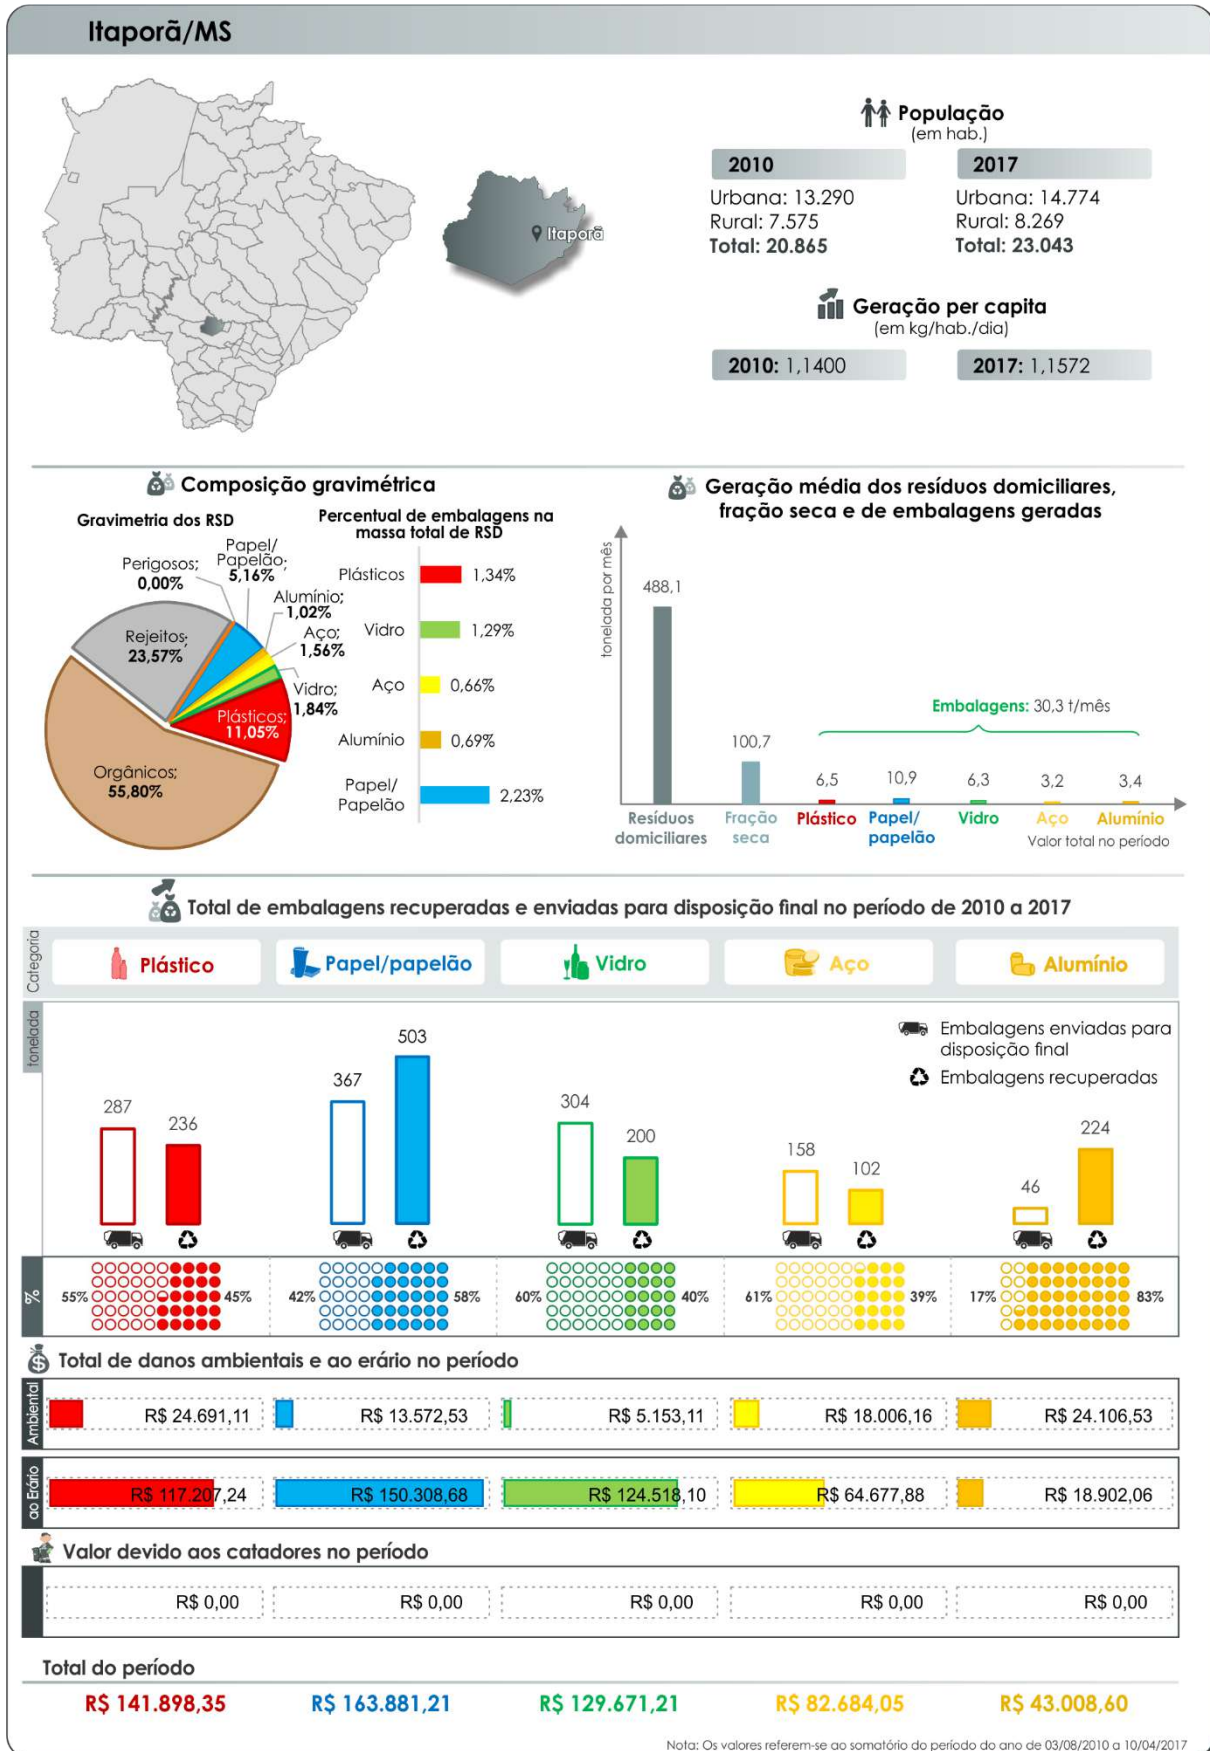 Itaporã/MS
População
(em hab.)
2010
2017
Urbana: 13.290
Rural: 7.575
Total: 20.865
Urbana: 14.774
Rural: 8.269
Total: 23.043
Itaporã
Geração per capita
(em kg/hab./dia)
2010: 1,1400
2017: 1,1572
Composição gravimétrica
Gravimetria dos RSD
Perigosos;
0,00%
Papel/
Papelão;
5,16%
Alumínio;
1,02%
Aço;
1,56%
Vidro;
1,84%
Plásticos;
11,05%
Rejeitos;
23,57%
Orgânicos;
55,80%
Percentual de embalagens na
massa total de RSD
Plásticos 1,34%
Vidro 1,29%
Aço 0,66%
Alumínio 0,69%
Papel/
Papelão 2,23%
Geração média dos resíduos domiciliares,
fração seca e de embalagens geradas
tonelada por mês
488,1
100,7
Embalagens: 30,3 t/mês
6,5
10,9
6,3
3,2
3,4
Resíduos
domiciliares
Fração
seca
Plástico
Papel/
papelão
Vidro
Aço
Alumínio
Valor total no período
Total de embalagens recuperadas e enviadas para disposição final no período de 2010 a 2017
Categoria
Plástico
Papel/papelão
Vidro
Aço
Alumínio
tonelada
Embalagens enviadas para
disposição final
Embalagens recuperadas
287
236
367
503
304
200
158
102
46
224
%
55% 45%
42% 58%
60% 40%
61% 39%
17% 83%
Total de danos ambientais e ao erário no período
Ambiental
R$ 24.691,11
R$ 13.572,53
R$ 5.153,11
R$ 18.006,16
R$ 24.106,53
ao Erário
R$ 117.207,24
R$ 150.308,68
R$ 124.518,10
R$ 64.677,88
R$ 18.902,06
Valor devido aos catadores no período
R$ 0,00
R$ 0,00
R$ 0,00
R$ 0,00
R$ 0,00
Total do período
R$ 141.898,35
R$ 163.881,21
R$ 129.671,21
R$ 82.684,05
R$ 43.008,60
Nota: Os valores referem-se ao somatório do período do ano de 03/08/2010 a 10/04/2017